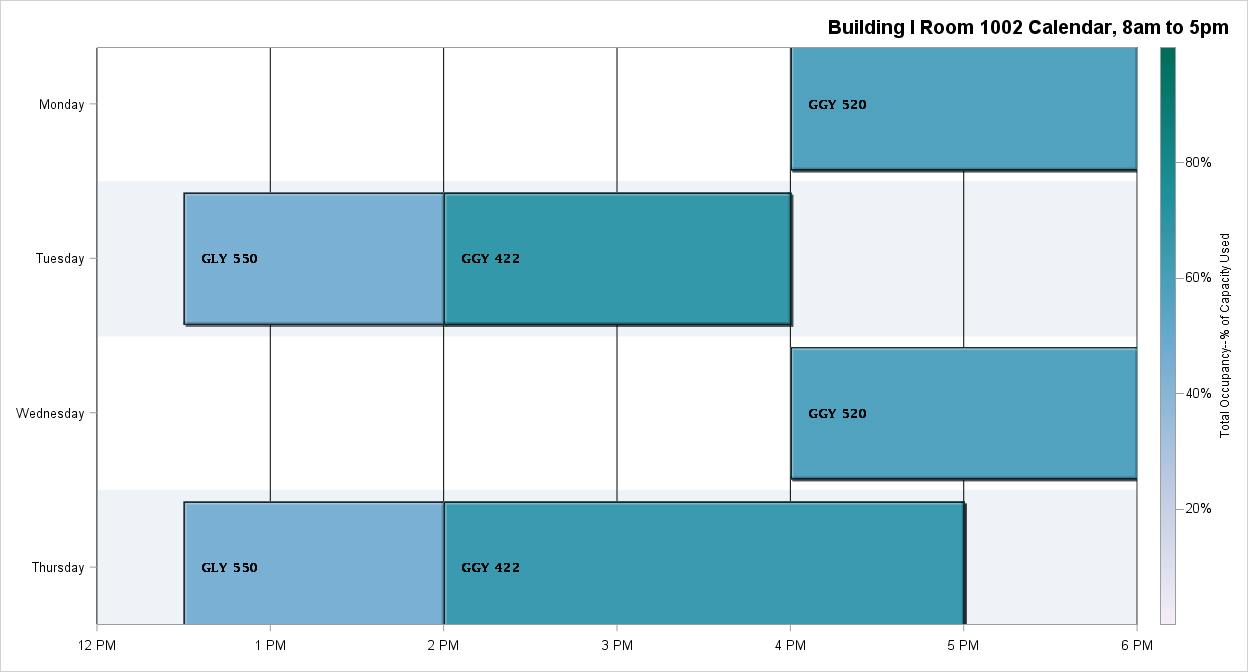 Building I Room 1002 Calendar, 8am to 5pm
Monday
GGY 520
Tuesday
GLY 550
GGY 422
Wednesday
GGY 520
Thursday
GLY 550
GGY 422
12 PM
1 PM
2 PM
3 PM
4 PM
5 PM
6 PM
80%
60%
40%
20%
Total Occupancy--% of Capacity Used